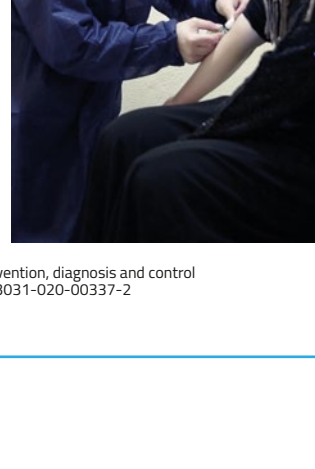 vention, diagnosis and control
3031-020-00337-2